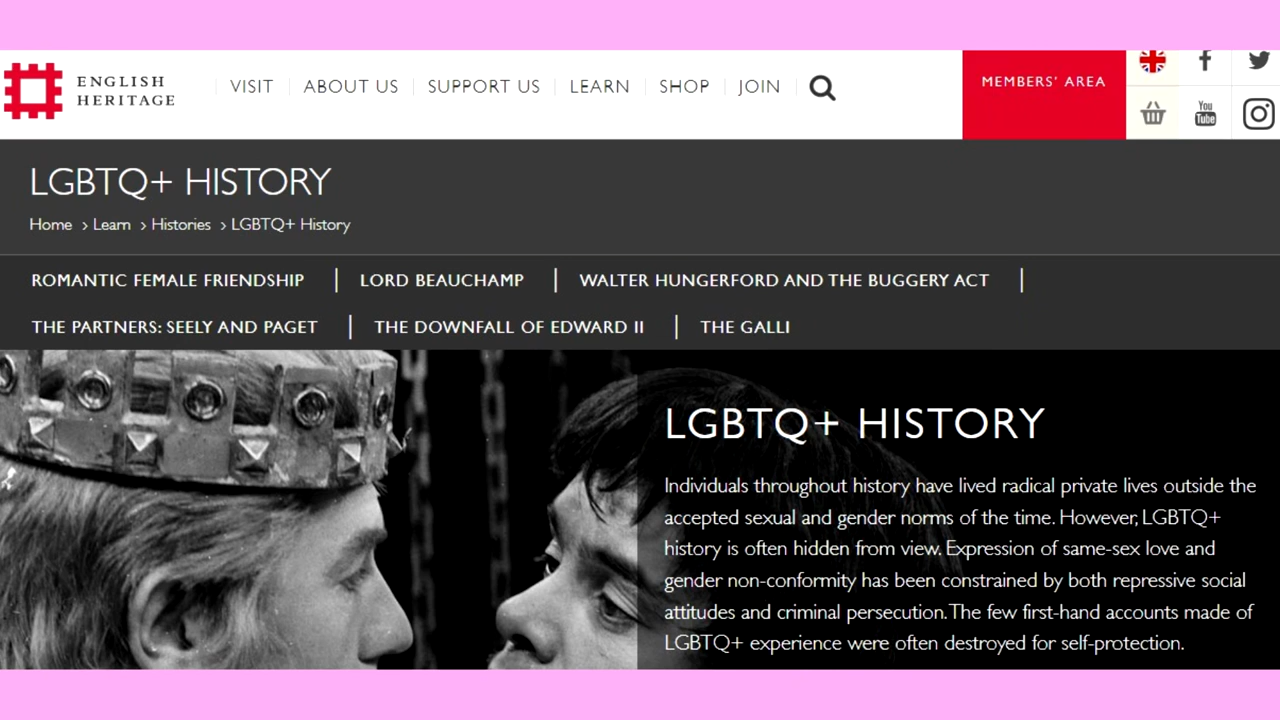 ENGLISH
HERITAGE
VISIT
ABOUT US
SUPPORT US
LEARN
SHOP
JOIN
MEMBERS' AREA
You
Tube
LGBTQ+ HISTORY
Home › Learn › Histories › LGBTQ+ History
ROMANTIC FEMALE FRIENDSHIP | LORD BEAUCHAMP | WALTER HUNGERFORD AND THE BUGGERY ACT |
THE PARTNERS: SEELY AND PAGET | THE DOWNFALL OF EDWARD II | THE GALLI
LGBTQ+ HISTORY
Individuals throughout history have lived radical private lives outside the
accepted sexual and gender norms of the time. However, LGBTQ+
history is often hidden from view. Expression of same-sex love and
gender non-conformity has been constrained by both repressive social
attitudes and criminal persecution. The few first-hand accounts made of
LGBTQ+ experience were often destroyed for self-protection.